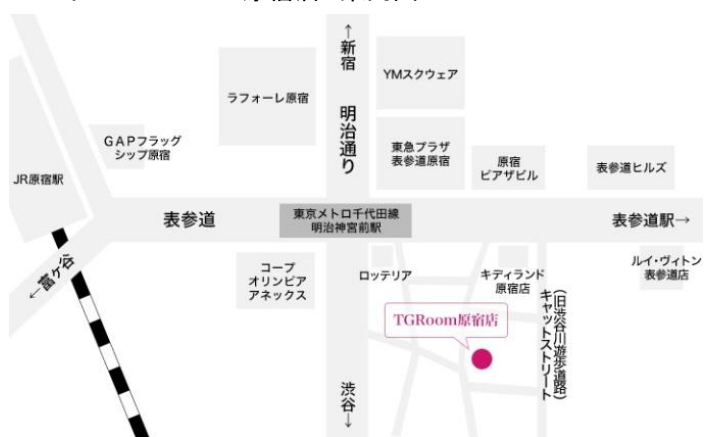 ↑新宿
明治通り
YMスクウェア
ラフォーレ原宿
GAPフラッグ
シップ原宿
東急プラザ
表参道原宿
原宿
ピアザビル
表参道ヒルズ
JR原宿駅
表参道
東京メトロ千代田線
明治神宮前駅
表参道駅→
←富ヶ谷
コープ
オリンピア
アネックス
ロッテリア
キディランド
原宿店
ルイ・ヴィトン
表参道店
TGRoom原宿店
キャットストリート
(旧渋谷川遊歩道路)
渋谷↓